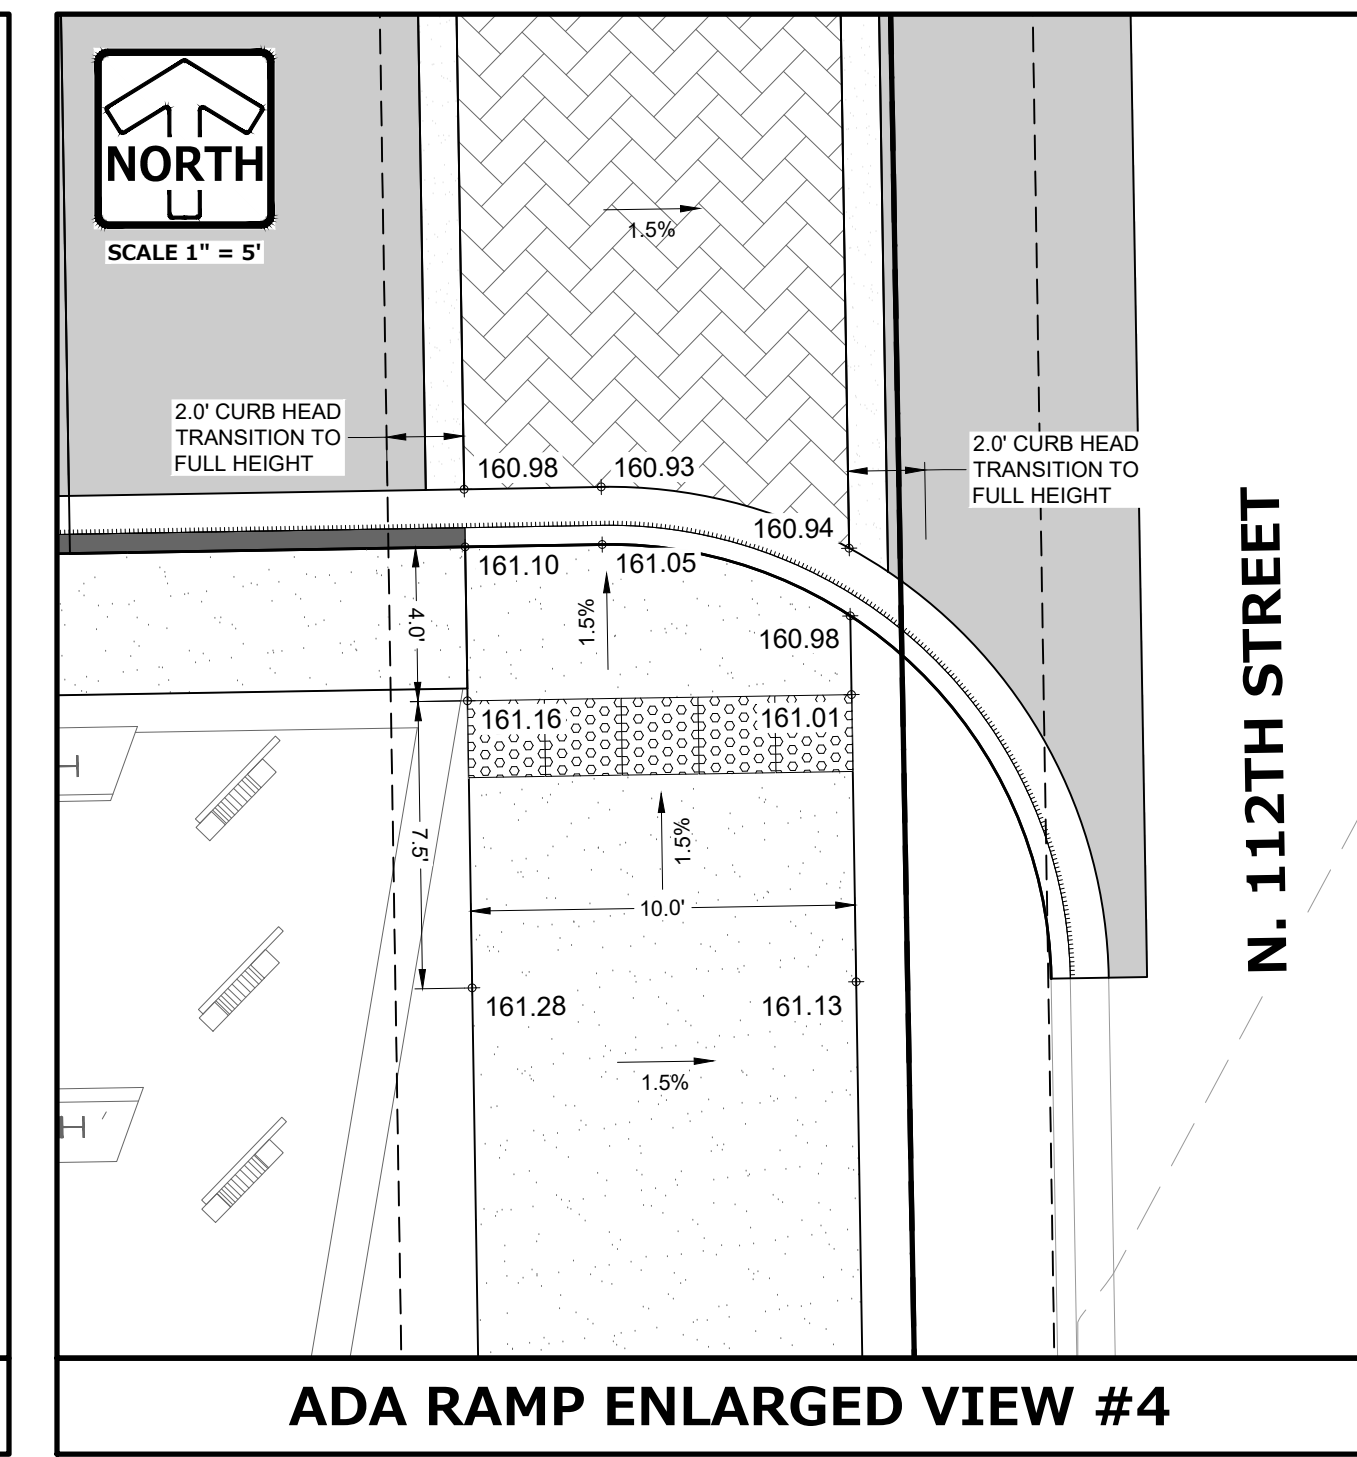 NORTH
SCALE 1" = 5'
1.5%
2.0' CURB HEAD
TRANSITION TO
FULL HEIGHT
2.0' CURB HEAD
TRANSITION TO
FULL HEIGHT
160.98
160.93
160.94
161.10
161.05
4.0'
1.5%
160.98
161.16
161.01
7.5'
1.5%
10.0'
161.28
161.13
1.5%
N. 112TH STREET
ADA RAMP ENLARGED VIEW #4